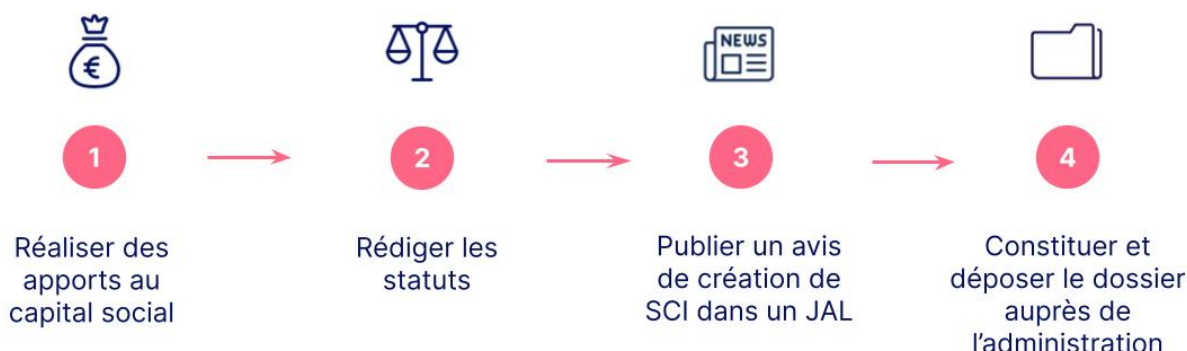 €
NEWS
1
2
3
4
Réaliser des
apports au
capital social
Rédiger les
statuts
Publier un avis
de création de
SCI dans un JAL
Constituer et
déposer le dossier
auprès de
l'administration